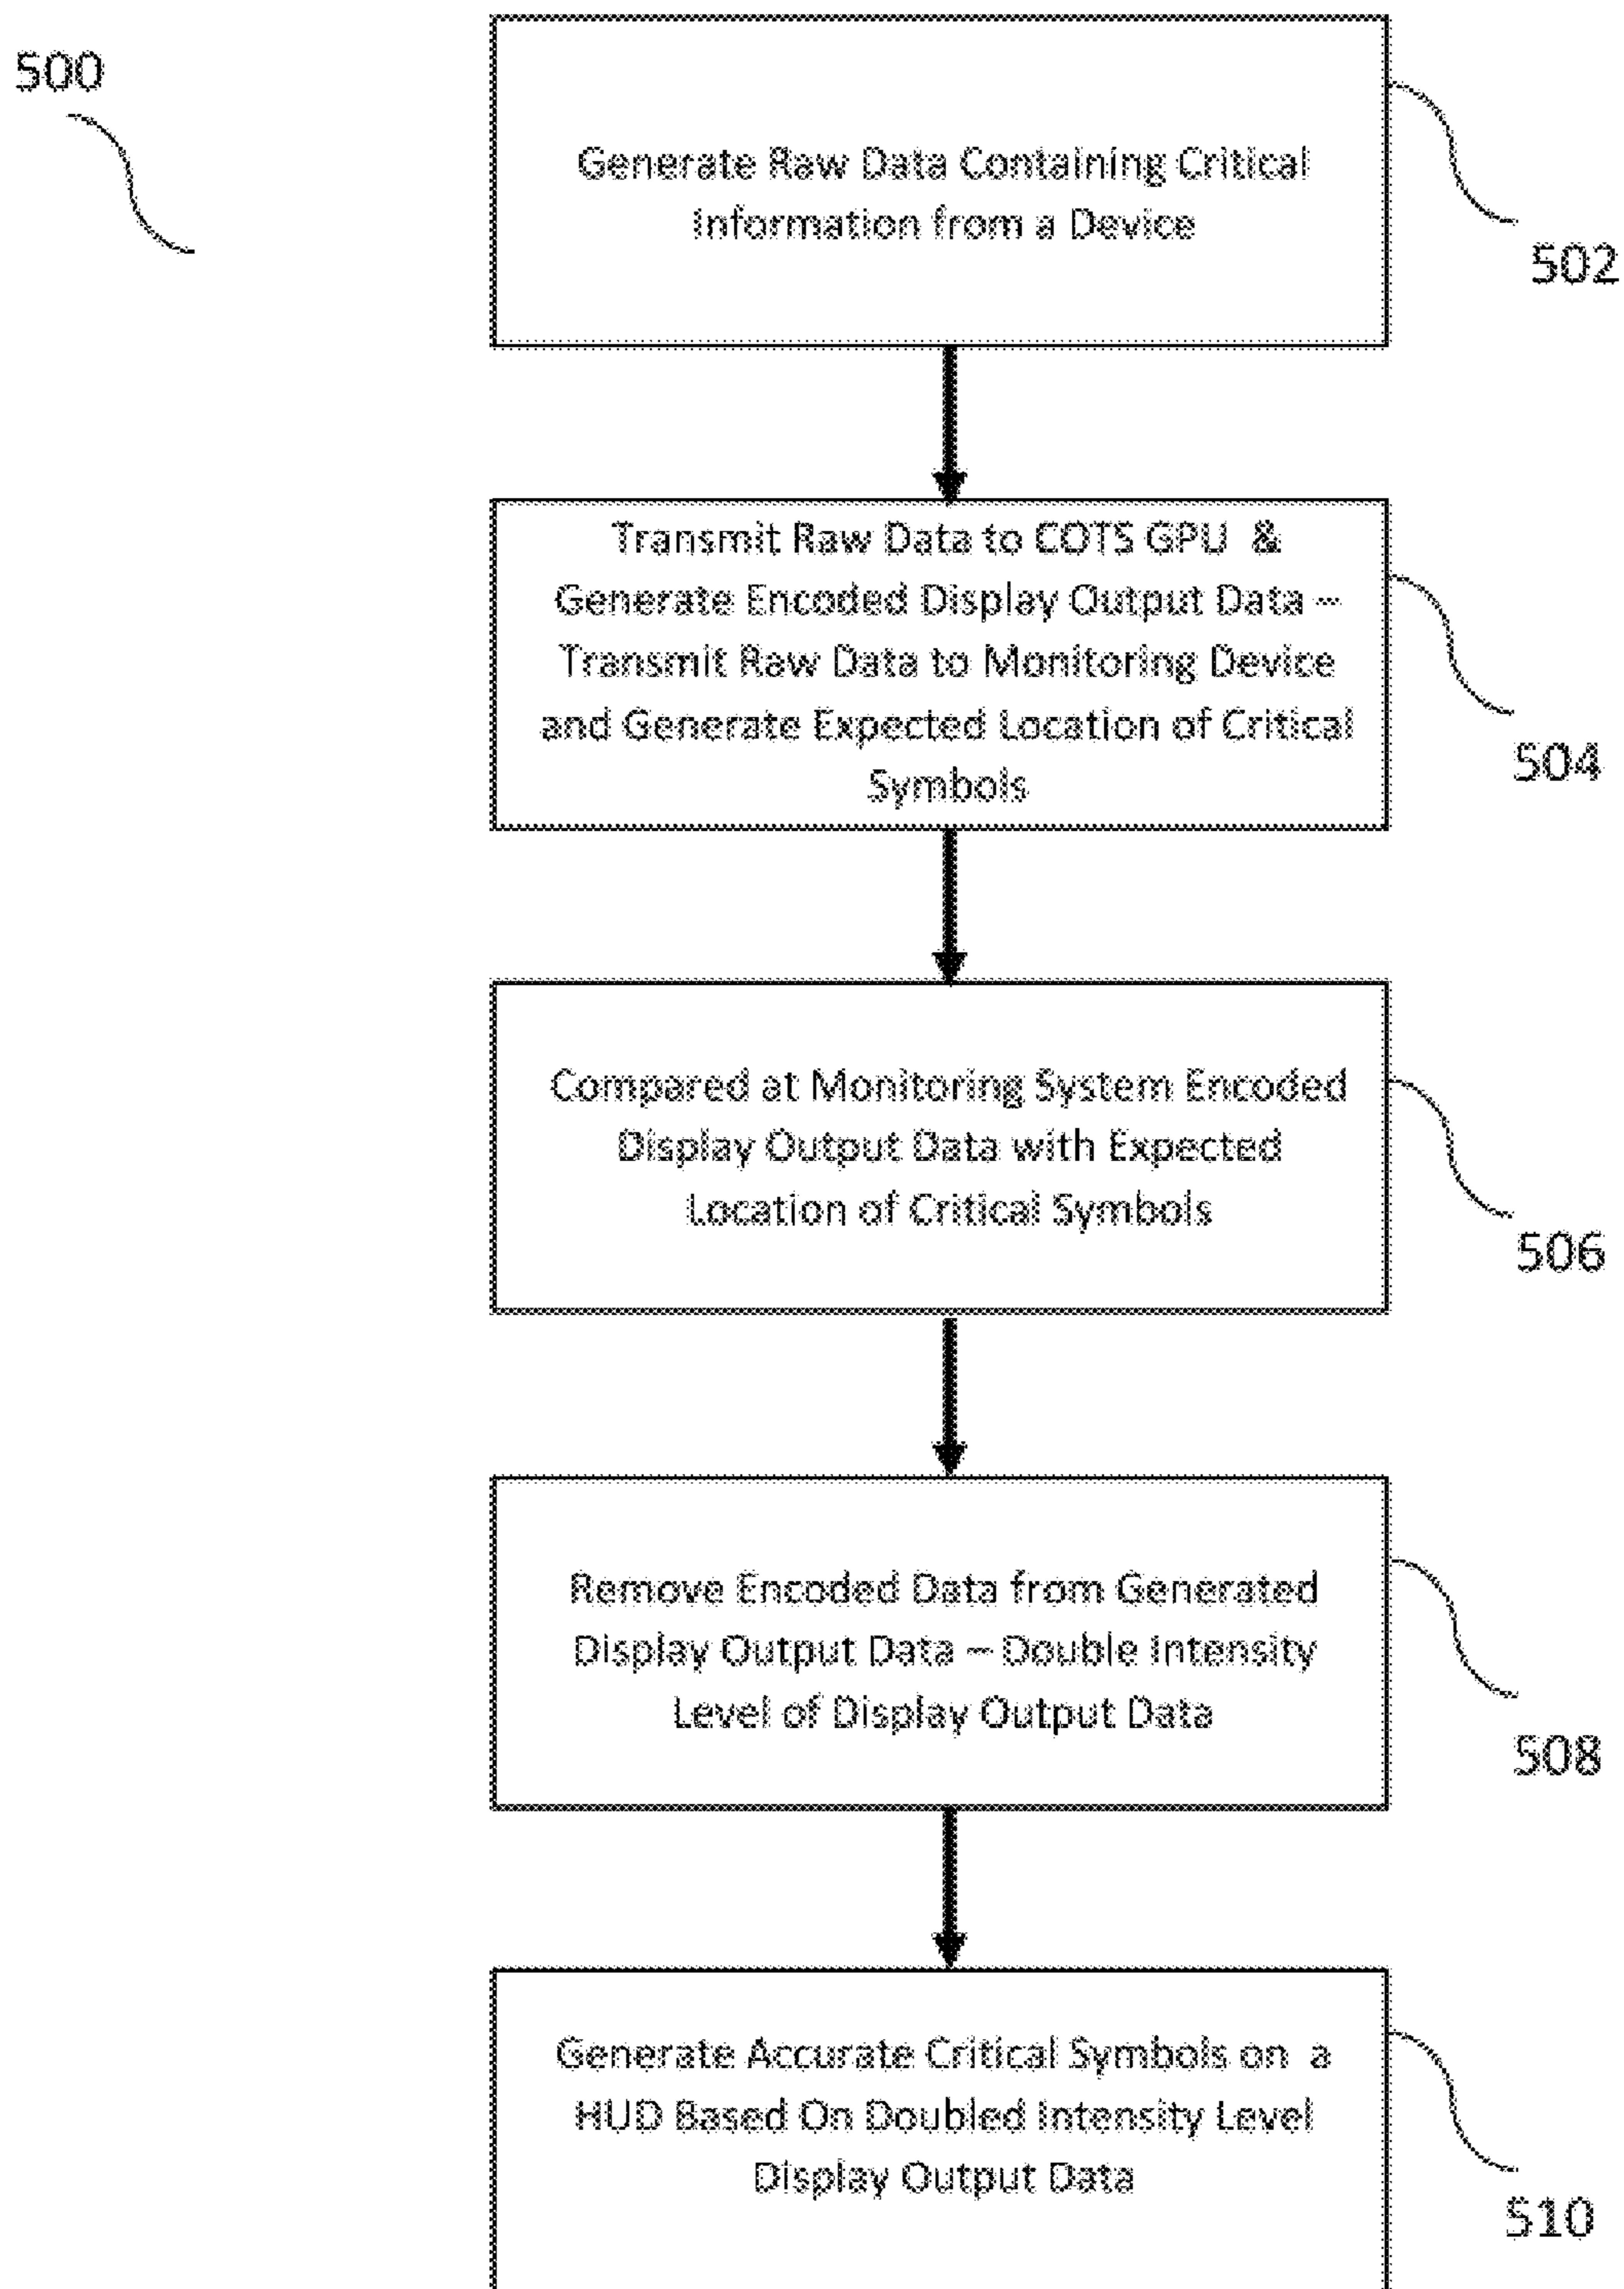 500
Generate Raw Data Containing Critical
Information from a Device
502
Transmit Raw Data to COTS GPU &
Generate Encoded Display Output Data –
Transmit Raw Data to Monitoring Device
and Generate Expected Location of Critical
Symbols
504
Compared at Monitoring System Encoded
Display Output Data with Expected
Location of Critical Symbols
506
Remove Encoded Data from Generated
Display Output Data – Double Intensity
Level of Display Output Data
508
Generate Accurate Critical Symbols on a
HUD Based On Doubled Intensity Level
Display Output Data
510